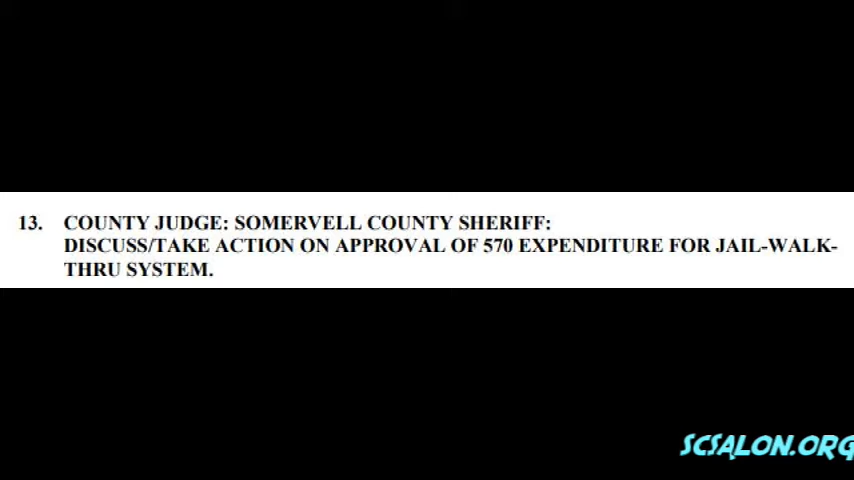 13. COUNTY JUDGE: SOMERVELL COUNTY SHERIFF:
DISCUSS/TAKE ACTION ON APPROVAL OF 570 EXPENDITURE FOR JAIL-WALK-
THRU SYSTEM.
SCSALON.ORG